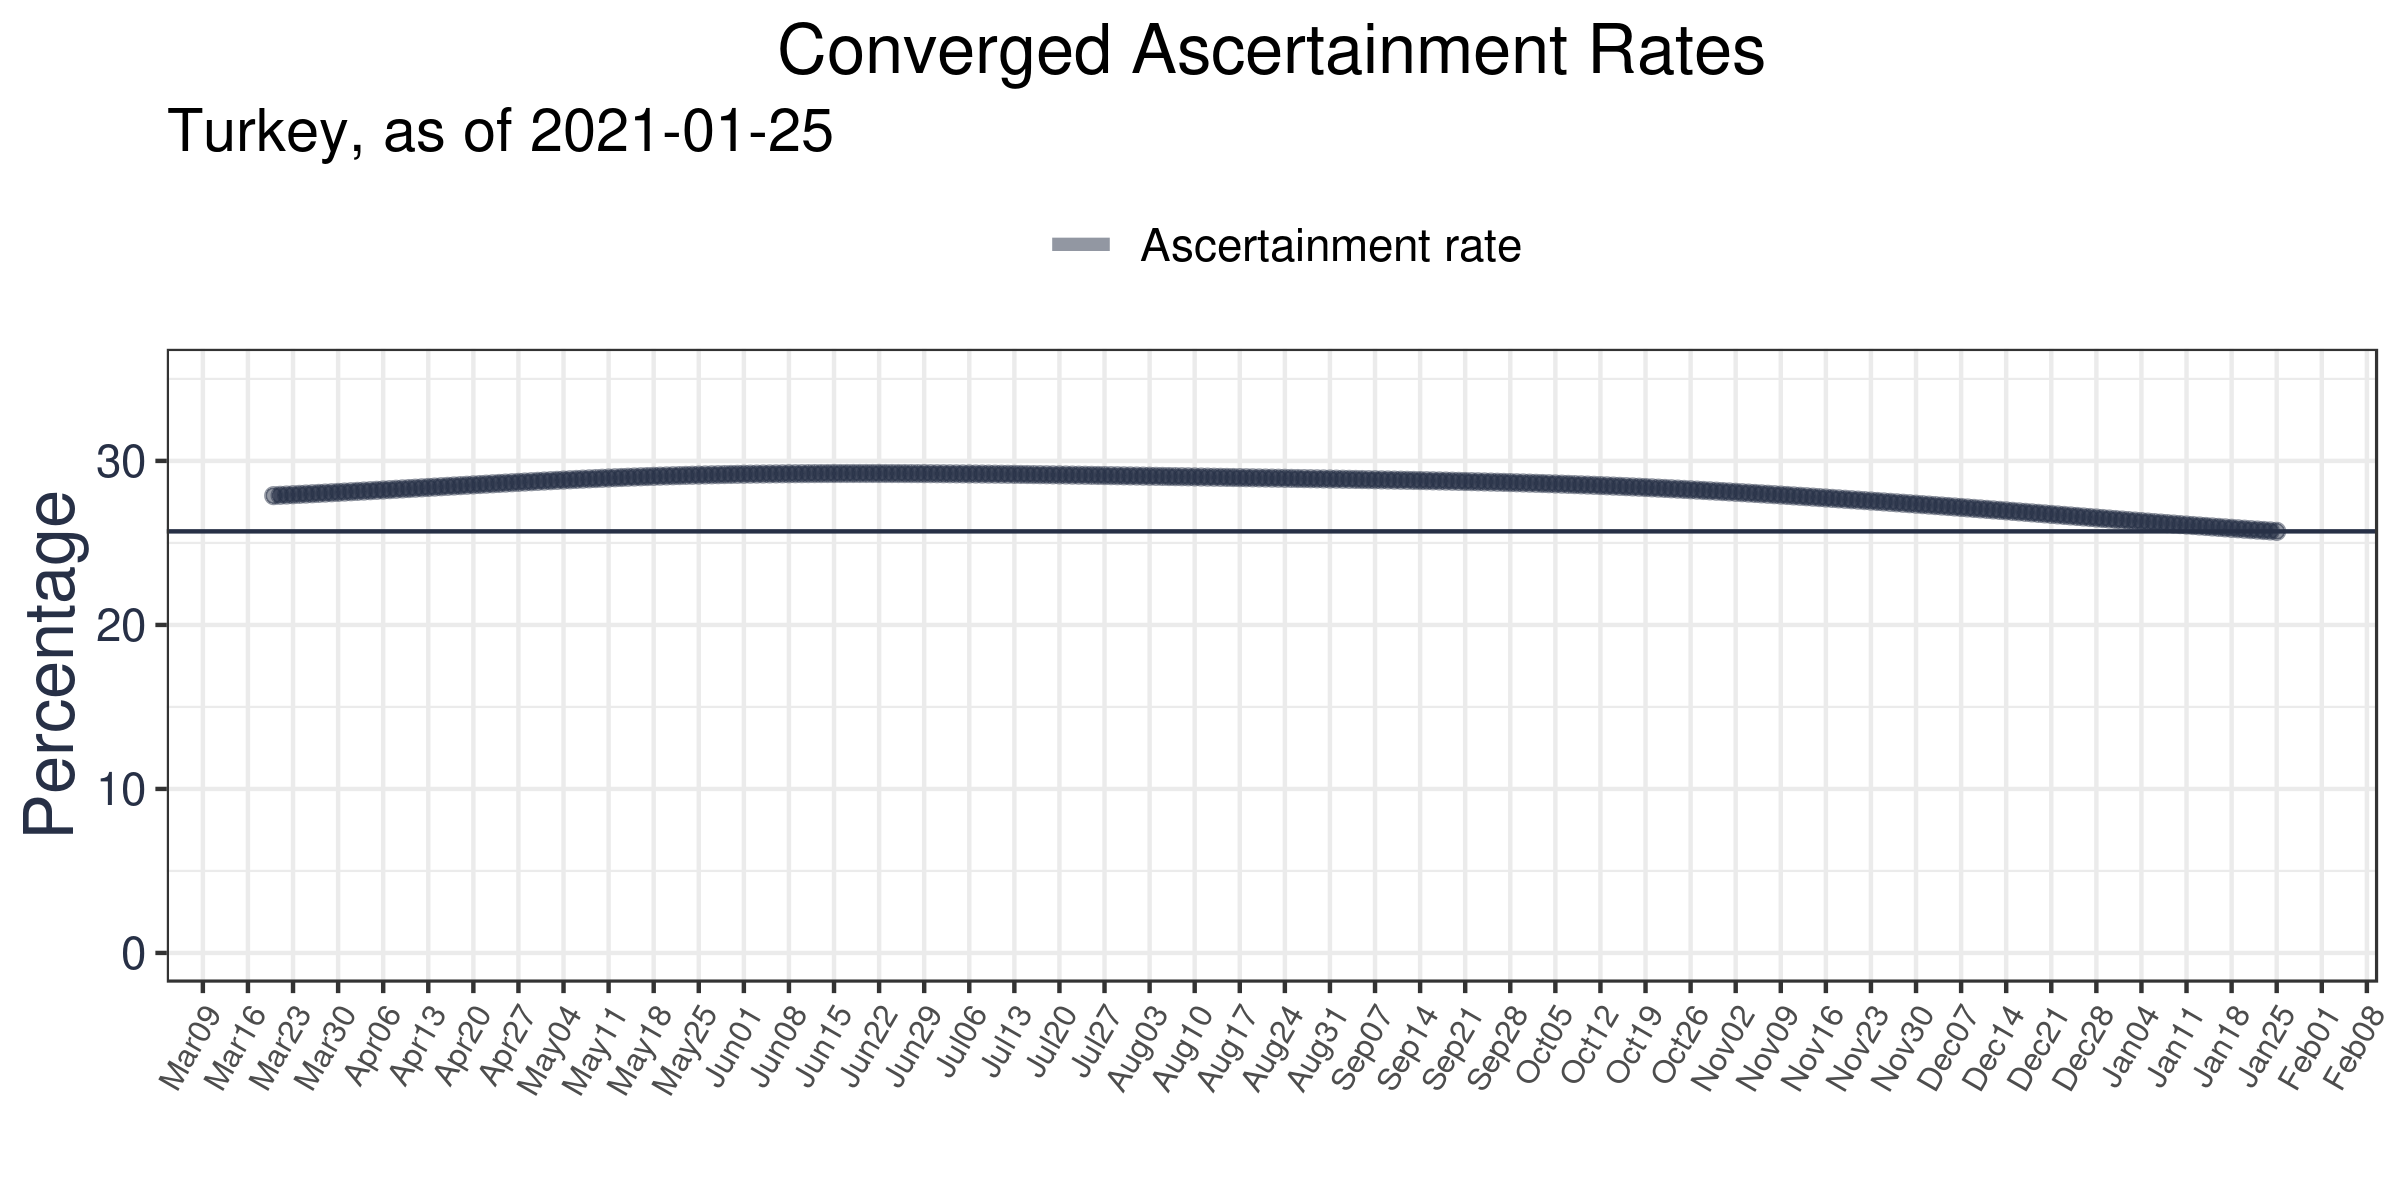 Converged Ascertainment Rates
Turkey, as of 2021-01-25
Ascertainment rate
Percentage
30
20
10
0
Mar09 Mar16 Mar23 Mar30 Apr06 Apr13 Apr20 Apr27 May04 May11 May18 May25 Jun01 Jun08 Jun15 Jun22 Jun29 Jul06 Jul13 Jul20 Jul27 Aug03 Aug10 Aug17 Aug24 Aug31 Sep07 Sep14 Sep21 Sep28 Oct05 Oct12 Oct19 Oct26 Nov02 Nov09 Nov16 Nov23 Nov30 Dec07 Dec14 Dec21 Dec28 Jan04 Jan11 Jan18 Jan25 Feb01 Feb08